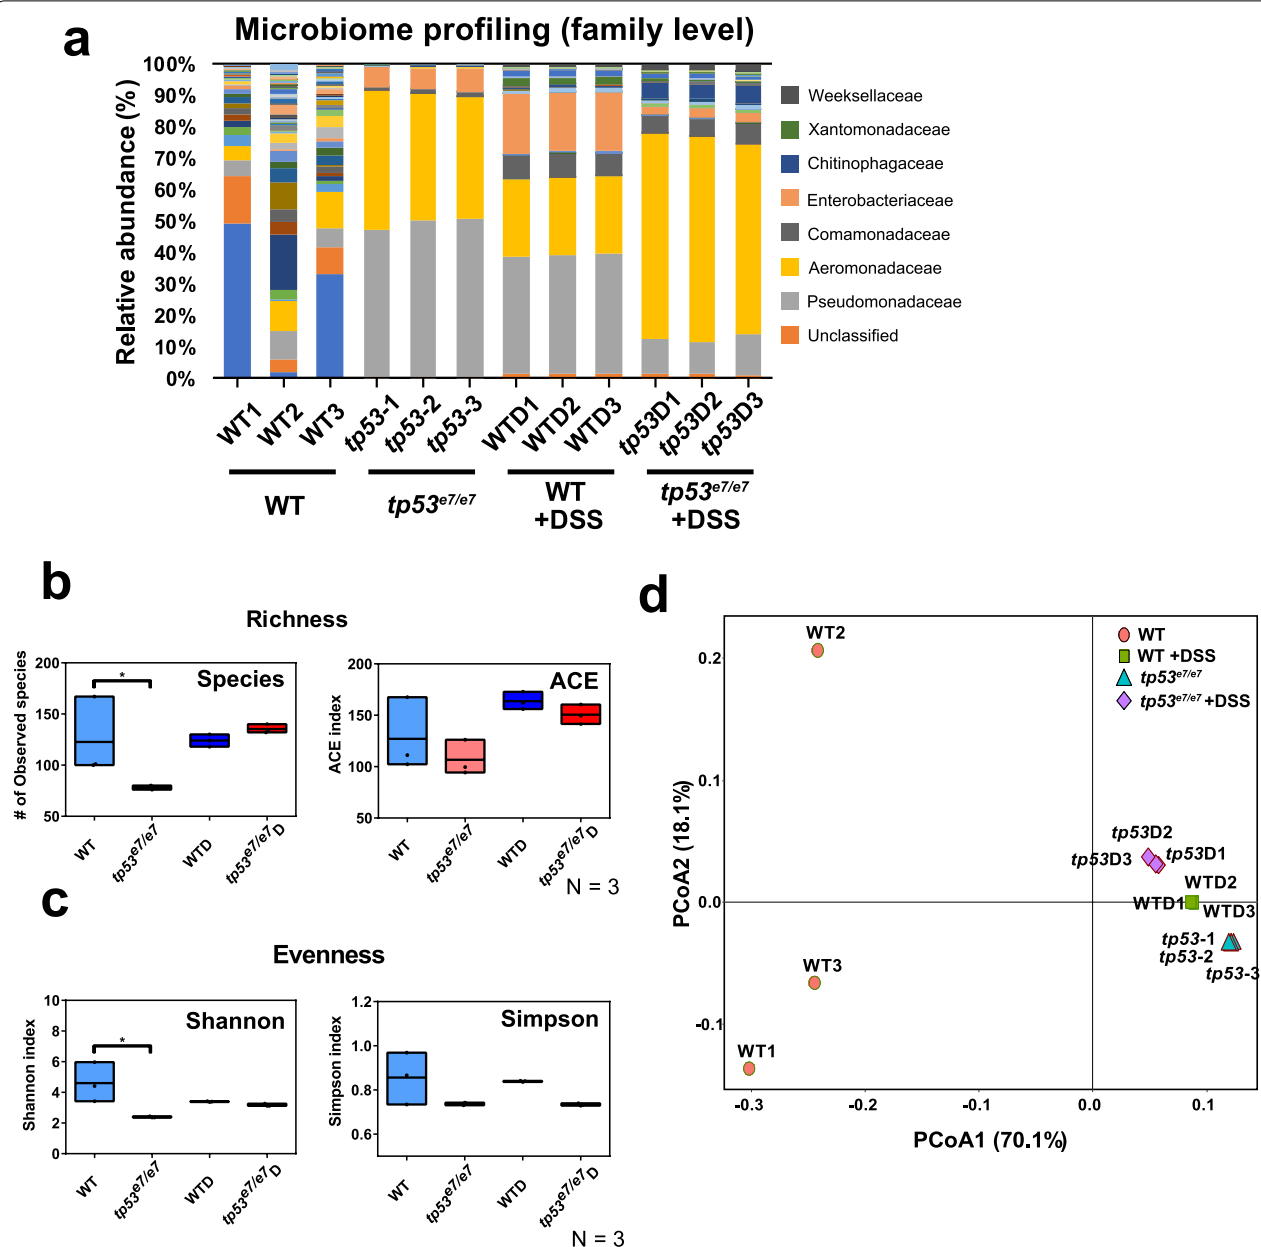 a
Microbiome profiling (family level)
Relative abundance (%)
100%
90%
80%
70%
60%
50%
40%
30%
20%
10%
0%
WT1
WT2
WT3
tp53-1
tp53-2
tp53-3
WTD1
WTD2
WTD3
tp53D1
tp53D2
tp53D3
WT
tp53e7/e7
WT
+DSS
tp53e7/e7
+DSS
Weeksellaceae
Xantomonadaceae
Chitinophagaceae
Enterobacteriaceae
Comamonadaceae
Aeromonadaceae
Pseudomonadaceae
Unclassified
b
Richness
# of Observed species
200
150
100
50
*
Species
WT
tp53e7/e7
WTD
tp53e7/e7D
ACE index
200
150
100
50
ACE
WT
tp53e7/e7
WTD
tp53e7/e7D
N = 3
c
Evenness
Shannon index
10
8
6
4
2
0
*
Shannon
WT
tp53e7/e7
WTD
tp53e7/e7D
Simpson index
1.2
1.0
0.8
0.6
Simpson
WT
tp53e7/e7
WTD
tp53e7/e7D
N = 3
d
PCoA2 (18.1%)
0.2
0.1
0.0
-0.1
WT
WT +DSS
tp53e7/e7
tp53e7/e7 +DSS
WT2
tp53D2
tp53D3
tp53D1
WTD2
WTD1
WTD3
tp53-1
tp53-2
tp53-3
WT3
WT1
-0.3
-0.2
-0.1
0.0
0.1
PCoA1 (70.1%)